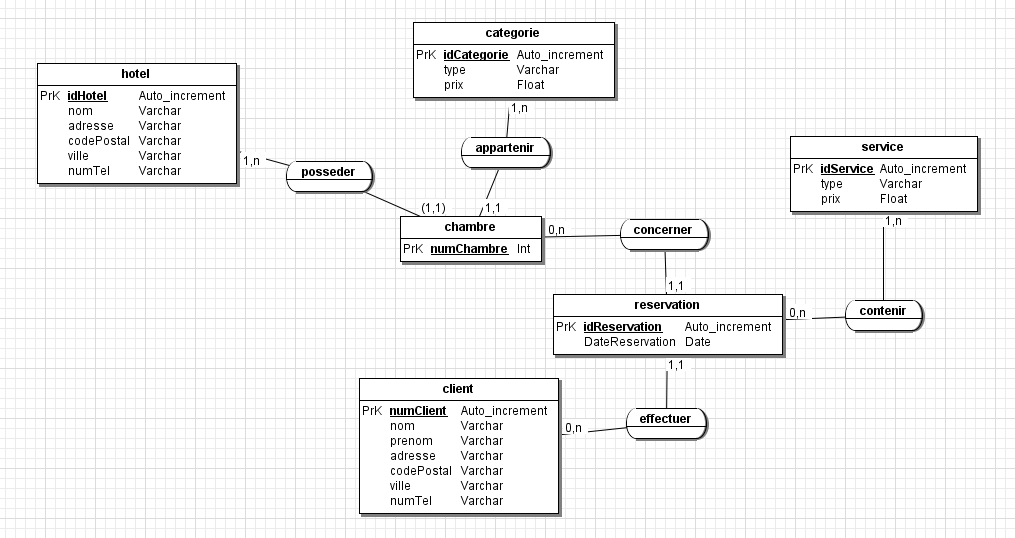 categorie
PrK idCategorie Auto_increment
type Varchar
prix Float
1,n
appartenir
1,1
hotel
PrK idHotel Auto_increment
nom Varchar
adresse Varchar
codePostal Varchar
ville Varchar
numTel Varchar
1,n
posseder
(1,1)
chambre
PrK numChambre Int
0,n
concerner
1,1
service
PrK idService Auto_increment
type Varchar
prix Float
1,n
contenir
0,n
reservation
PrK idReservation Auto_increment
DateReservation Date
1,1
effectuer
0,n
client
PrK numClient Auto_increment
nom Varchar
prenom Varchar
adresse Varchar
codePostal Varchar
ville Varchar
numTel Varchar